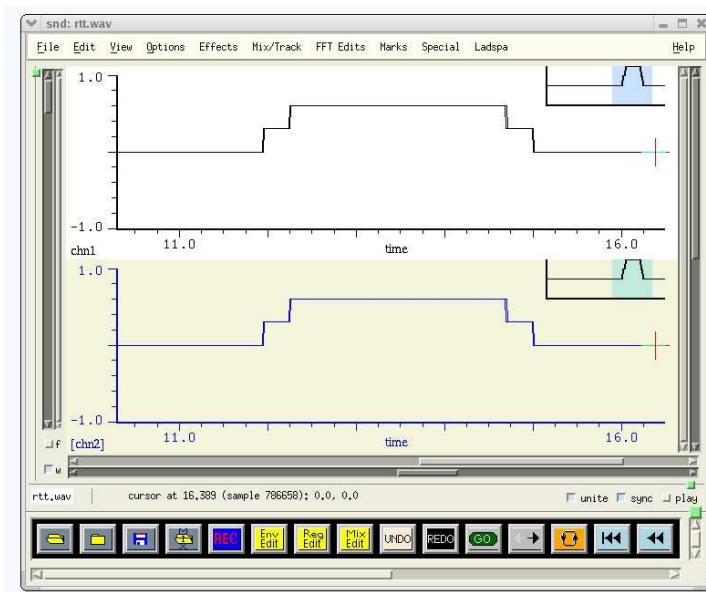 snd: rtt.wav
File Edit View Options Effects Mix/Track FFT Edits Marks Special Ladspa Help
1.0
-1.0
chn1 11.0 time 16.0
1.0
-1.0
[chn2] 11.0 time 16.0
f
w
rtt.wav cursor at 16.389 (sample 786658): 0.0, 0.0 unite sync play
REC Env Edit Reg Edit Mix Edit UNDO REDO GO